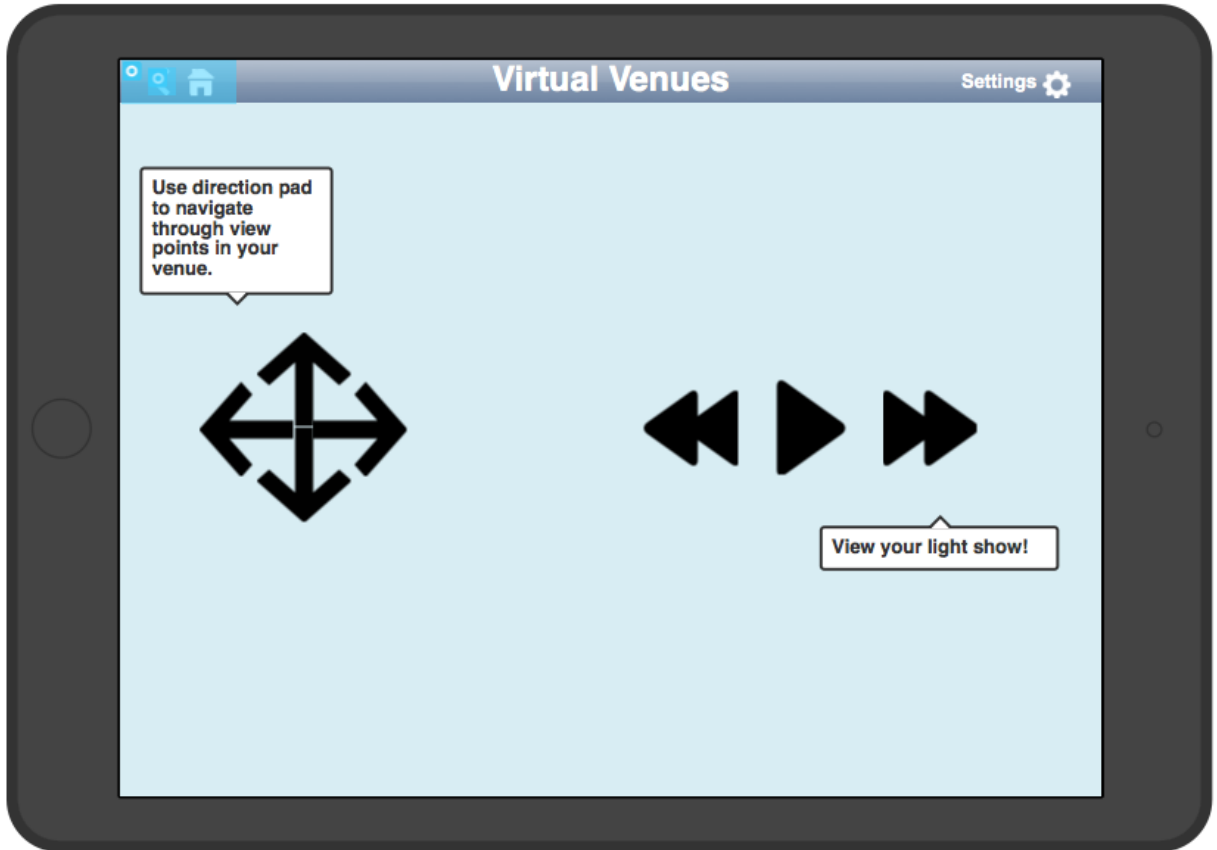 Virtual Venues
Settings
Use direction pad
to navigate
through view
points in your
venue.
View your light show!